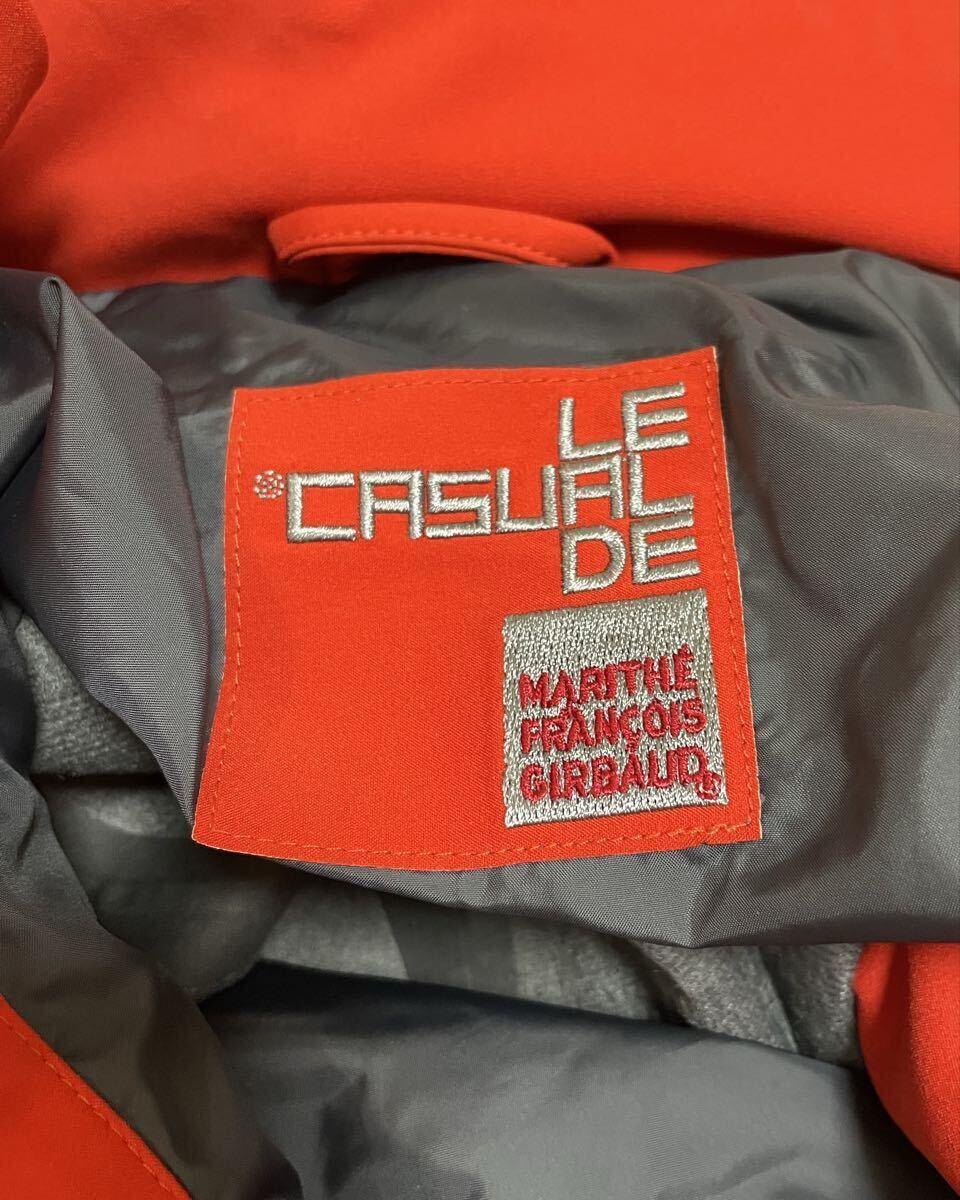 LE
CASUAL
DE
MARITHÉ
FRANÇOIS
GIRBAUD